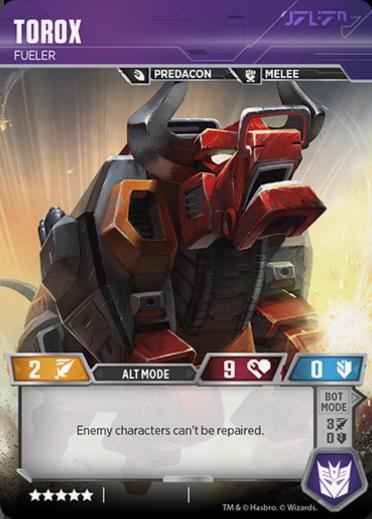 TOROX
FUELER
PREDACON
MELEE
2
ALT MODE
9
0
Enemy characters can't be repaired.
BOT
MODE
3
0
TM & © Hasbro. © Wizards.